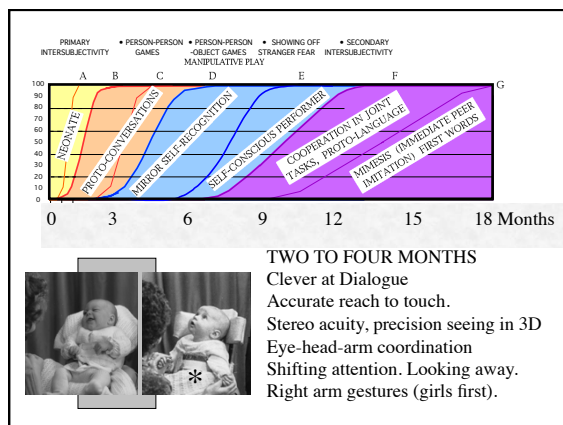 PRIMARY INTERSUBJECTIVITY
• PERSON-PERSON GAMES
• PERSON-PERSON -OBJECT GAMES
MANIPULATIVE PLAY
• SHOWING OFF STRANGER FEAR
• SECONDARY INTERSUBJECTIVITY
A B C D E F
G
100
90
80
70
60
50
40
30
20
10
0
NEONATE
PROTO-CONVERSATIONS
MIRROR SELF-RECOGNITION
SELF-CONSCIOUS PERFORMER
COOPERATION IN JOINT
TASKS, PROTO-LANGUAGE
MIMESIS (IMMEDIATE PEER
IMITATION) FIRST WORDS
0 3 6 9 12 15 18 Months
TWO TO FOUR MONTHS
Clever at Dialogue
Accurate reach to touch.
Stereo acuity, precision seeing in 3D
Eye-head-arm coordination
Shifting attention. Looking away.
Right arm gestures (girls first).
*